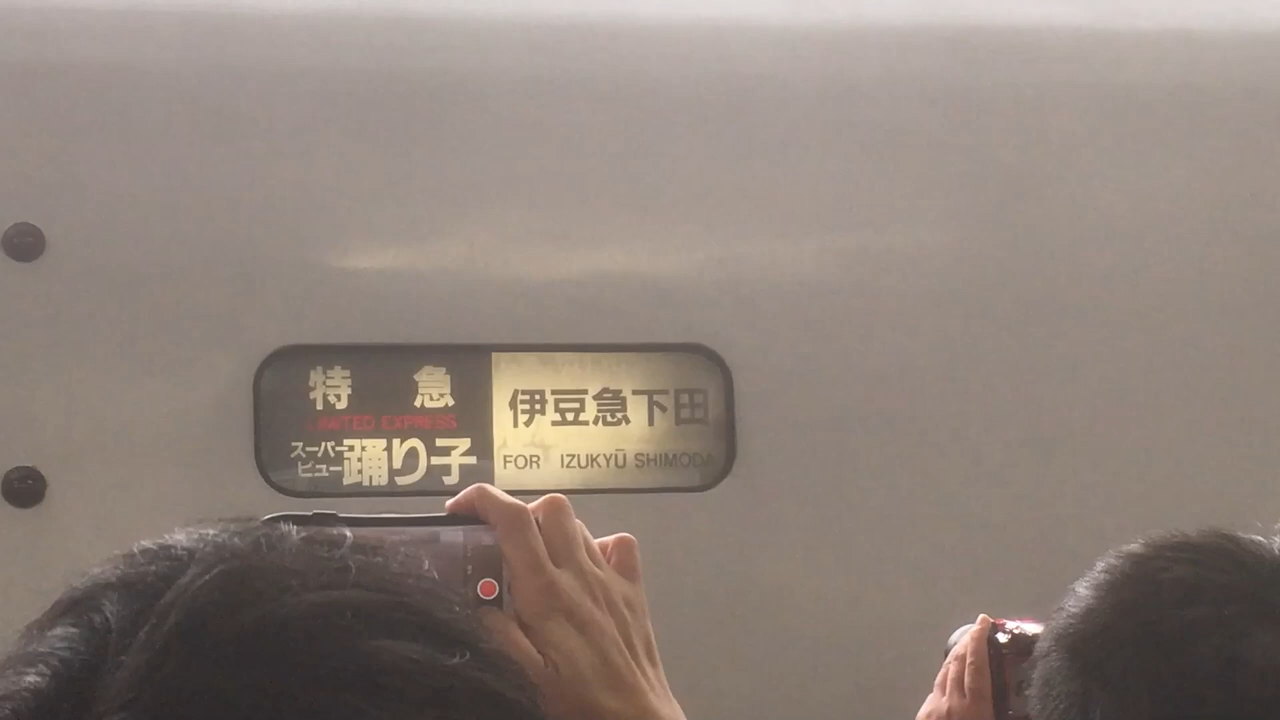 特急
LIMITED EXPRESS
スーパー
ビュー踊り子
伊豆急下田
FOR IZUKYŪ SHIMODA